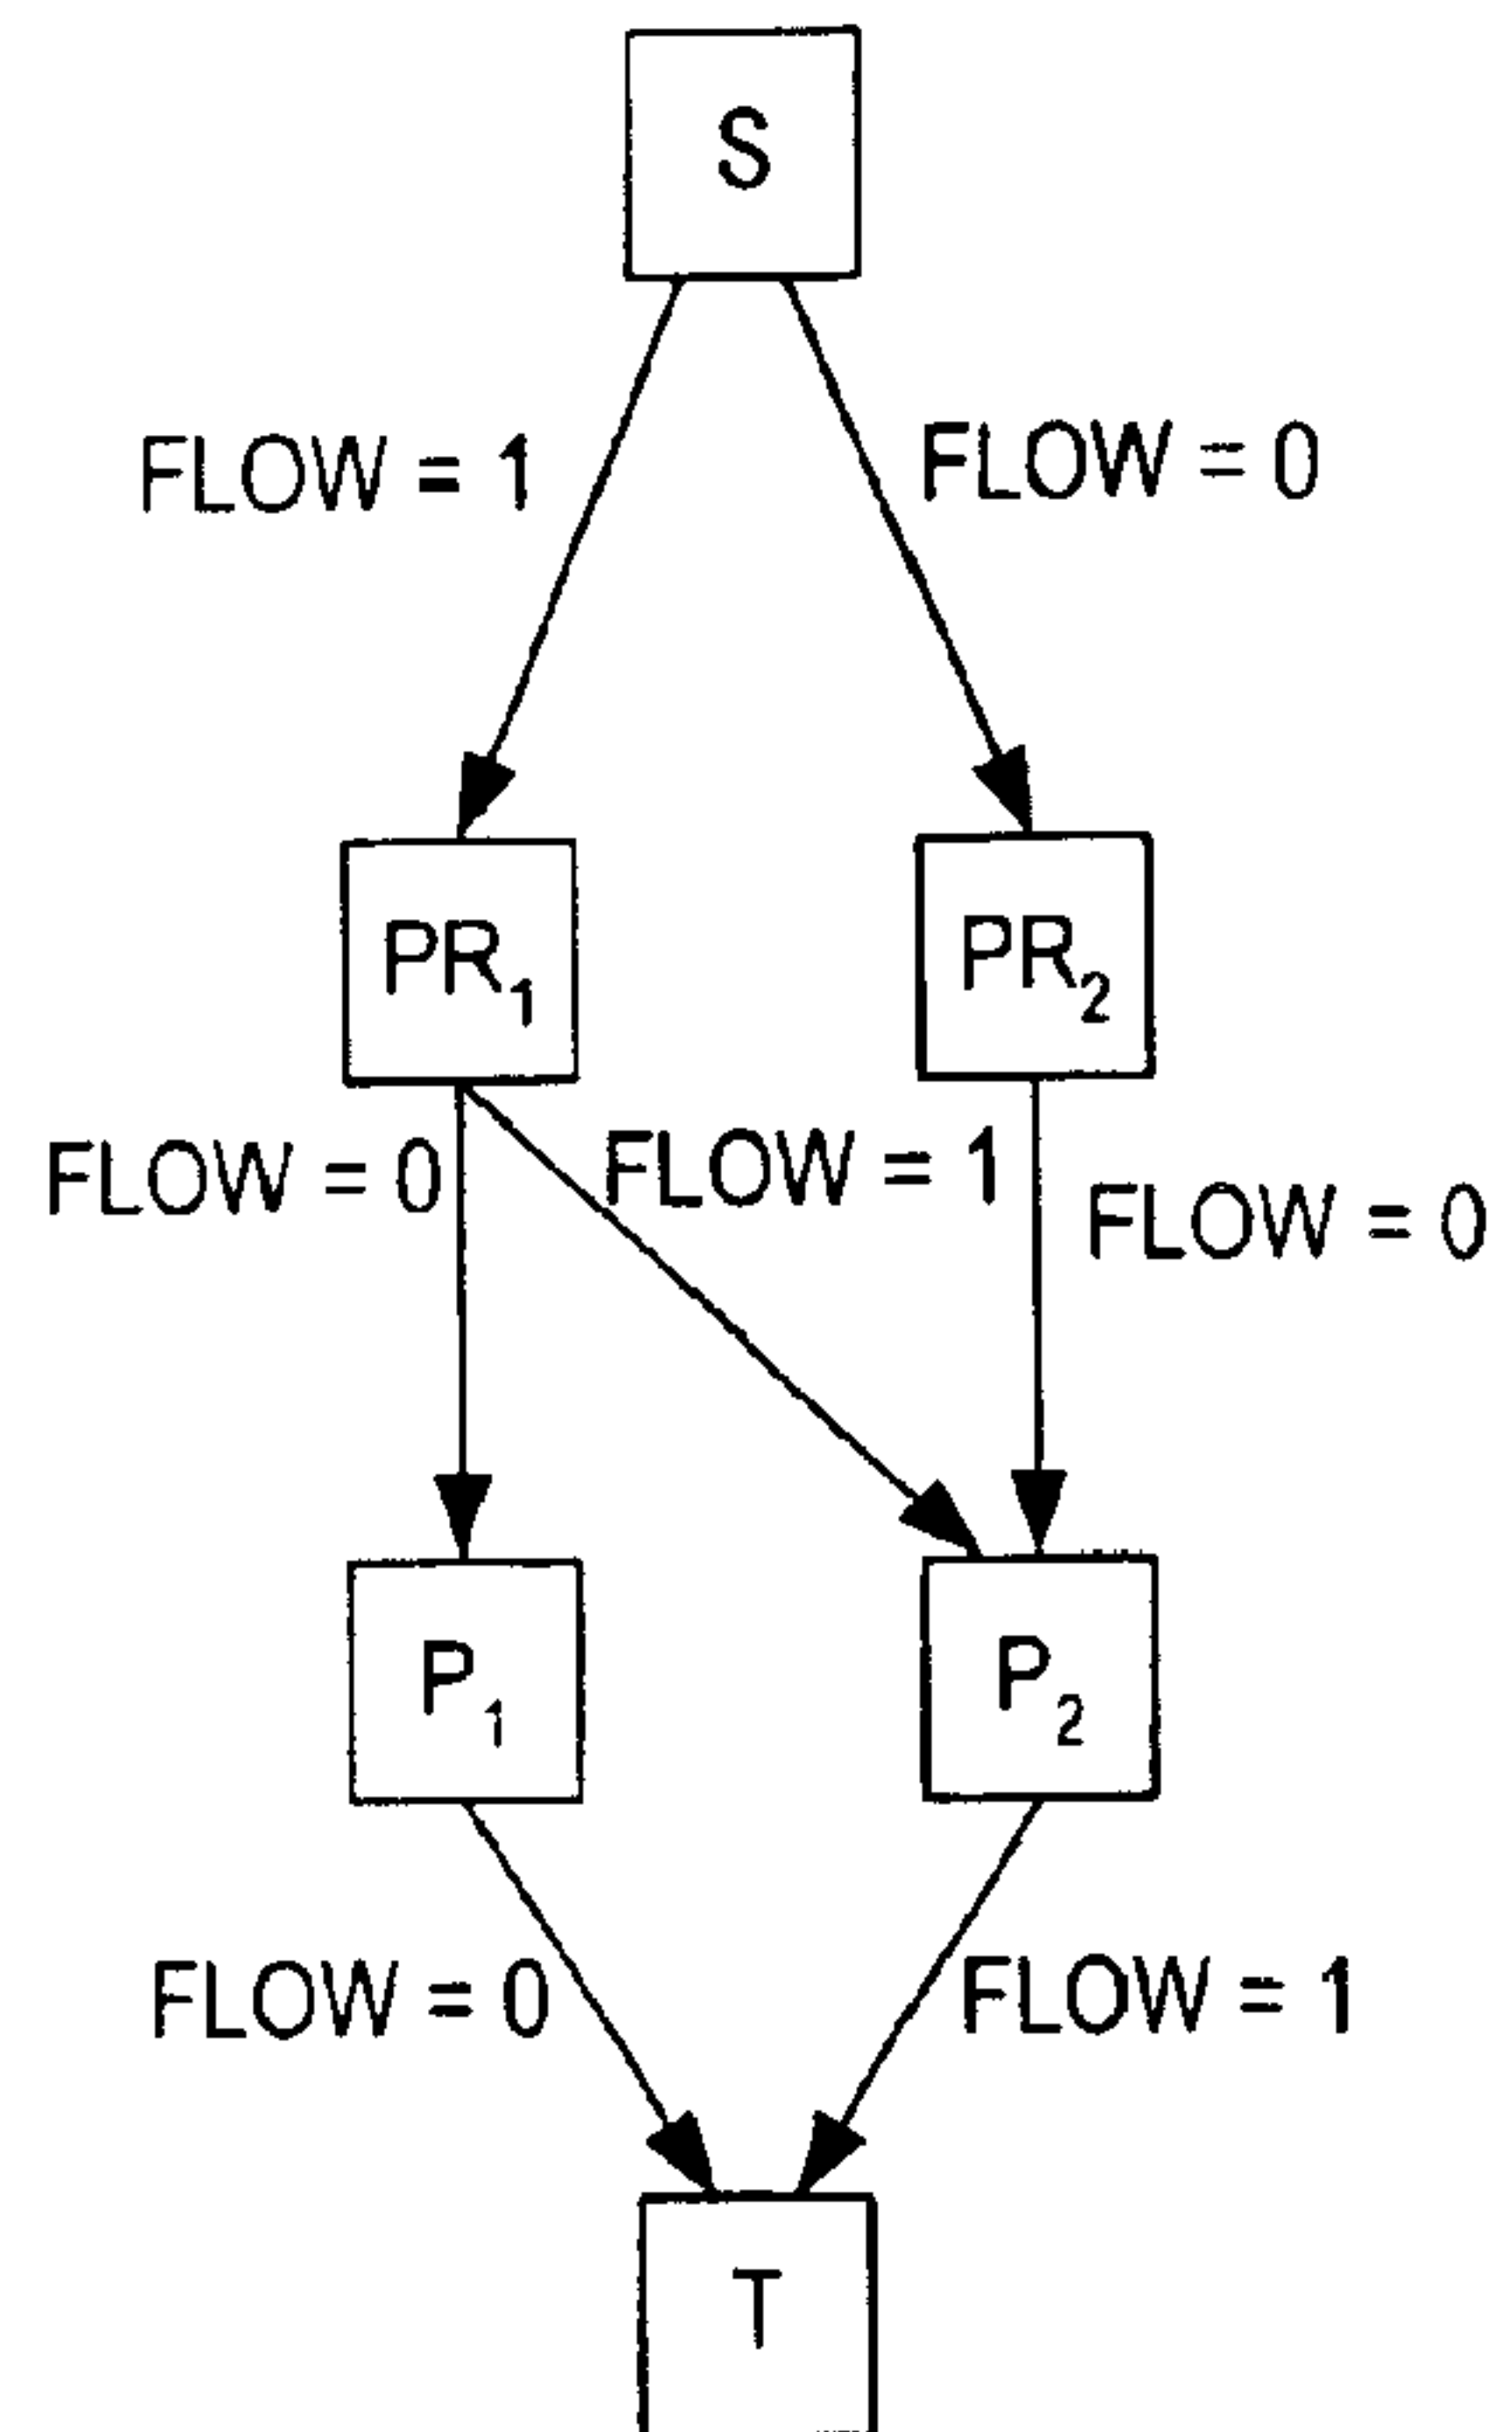 S
FLOW = 1
FLOW = 0
PR1
PR2
FLOW = 0
FLOW = 1
FLOW = 0
P1
P2
FLOW = 0
FLOW = 1
T